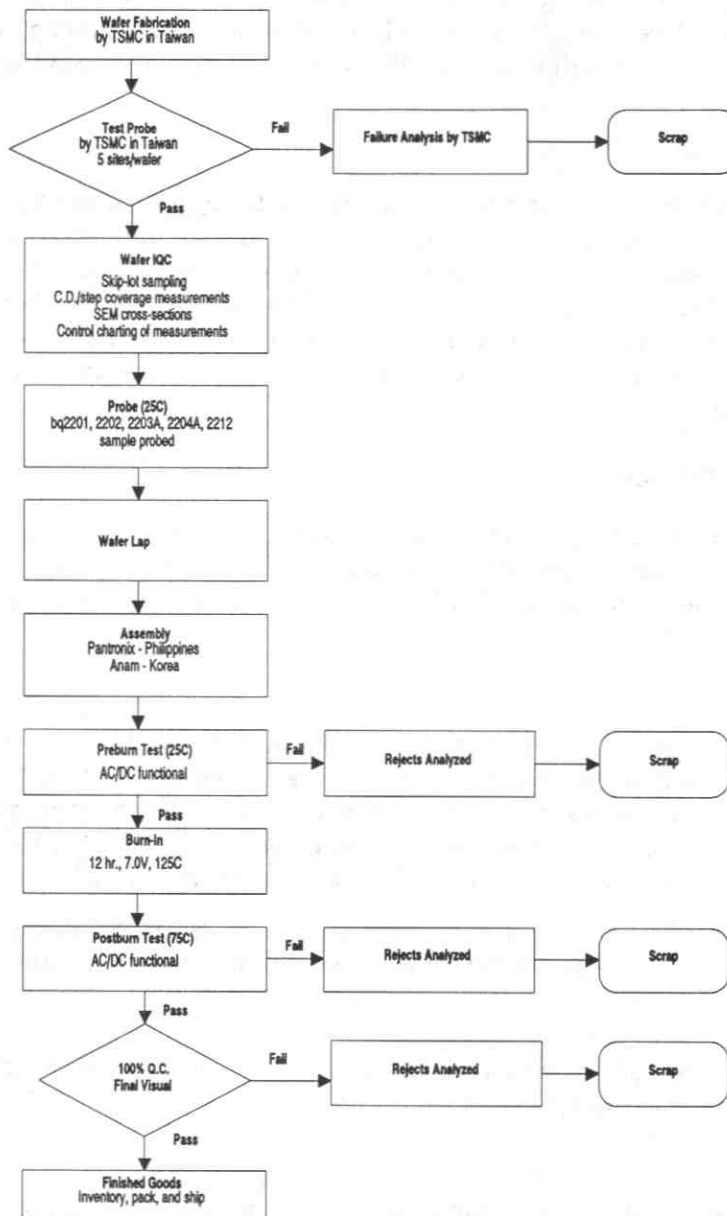 Wafer Fabrication
by TSMC in Taiwan
Test Probe
by TSMC in Taiwan
5 sites/wafer
Fail
Failure Analysis by TSMC
Scrap
Pass
Wafer IQC
Skip-lot sampling
C.D./step coverage measurements
SEM cross-sections
Control charting of measurements
Probe (25C)
bq2201, 2202, 2203A, 2204A, 2212
sample probed
Wafer Lap
Assembly
Pantronix - Philippines
Anam - Korea
Preburn Test (25C)
AC/DC functional
Fail
Rejects Analyzed
Scrap
Pass
Burn-In
12 hr., 7.0V, 125C
Postburn Test (75C)
AC/DC functional
Fail
Rejects Analyzed
Scrap
Pass
100% Q.C.
Final Visual
Fail
Rejects Analyzed
Scrap
Pass
Finished Goods
Inventory, pack, and ship